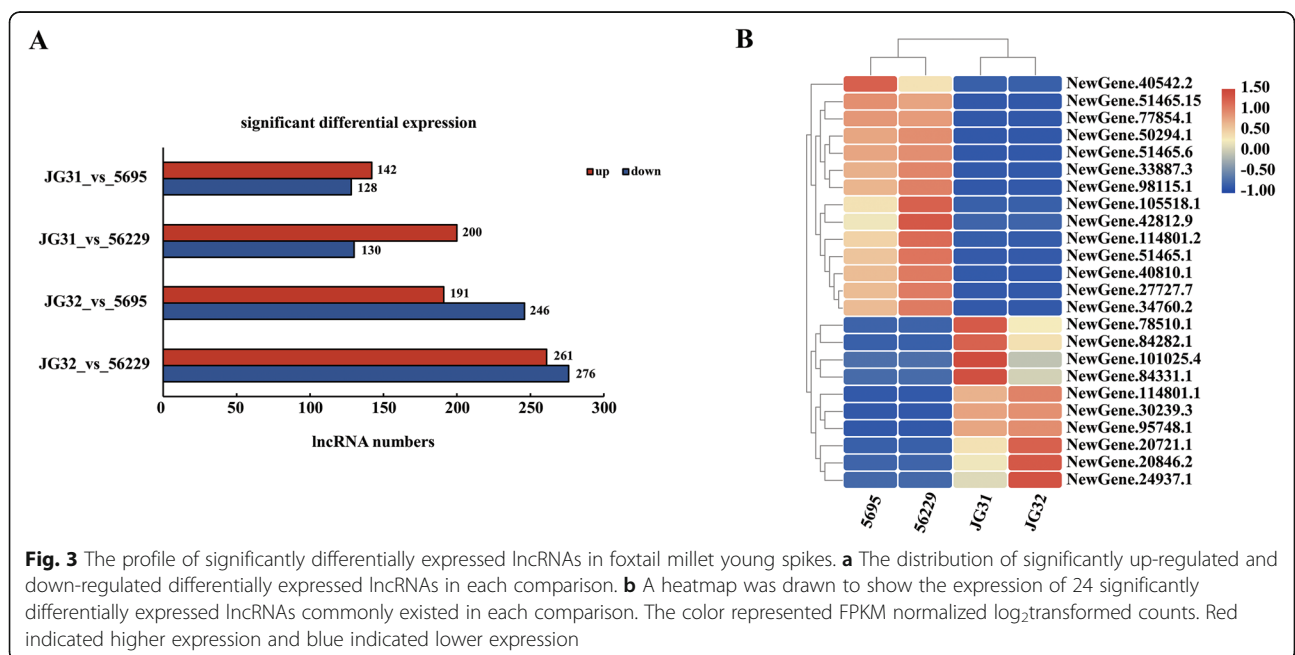 A
significant differential expression
up
down
JG31_vs_5695
142
128
JG31_vs_56229
200
130
JG32_vs_5695
191
246
JG32_vs_56229
261
276
0 50 100 150 200 250 300
lncRNA numbers
B
NewGene.40542.2
NewGene.51465.15
NewGene.77854.1
NewGene.50294.1
NewGene.51465.6
NewGene.33887.3
NewGene.98115.1
NewGene.105518.1
NewGene.42812.9
NewGene.114801.2
NewGene.51465.1
NewGene.40810.1
NewGene.27727.7
NewGene.34760.2
NewGene.78510.1
NewGene.84282.1
NewGene.101025.4
NewGene.84331.1
NewGene.114801.1
NewGene.30239.3
NewGene.95748.1
NewGene.20721.1
NewGene.20846.2
NewGene.24937.1
5695 56229 JG31 JG32
1.50
1.00
0.50
0.00
-0.50
-1.00
Fig. 3 The profile of significantly differentially expressed lncRNAs in foxtail millet young spikes. a The distribution of significantly up-regulated and
down-regulated differentially expressed lncRNAs in each comparison. b A heatmap was drawn to show the expression of 24 significantly
differentially expressed lncRNAs commonly existed in each comparison. The color represented FPKM normalized log2transformed counts. Red
indicated higher expression and blue indicated lower expression